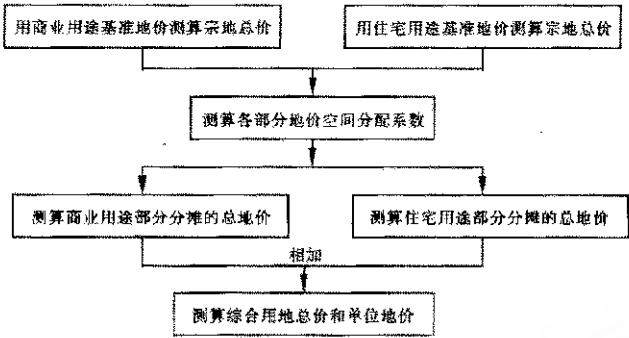 用商业用途基准地价测算宗地总价
用住宅用途基准地价测算宗地总价
测算各部分地价空间分配系数
测算商业用途部分分摊的总地价
测算住宅用途部分分摊的总地价
相加
测算综合用地总价和单位地价